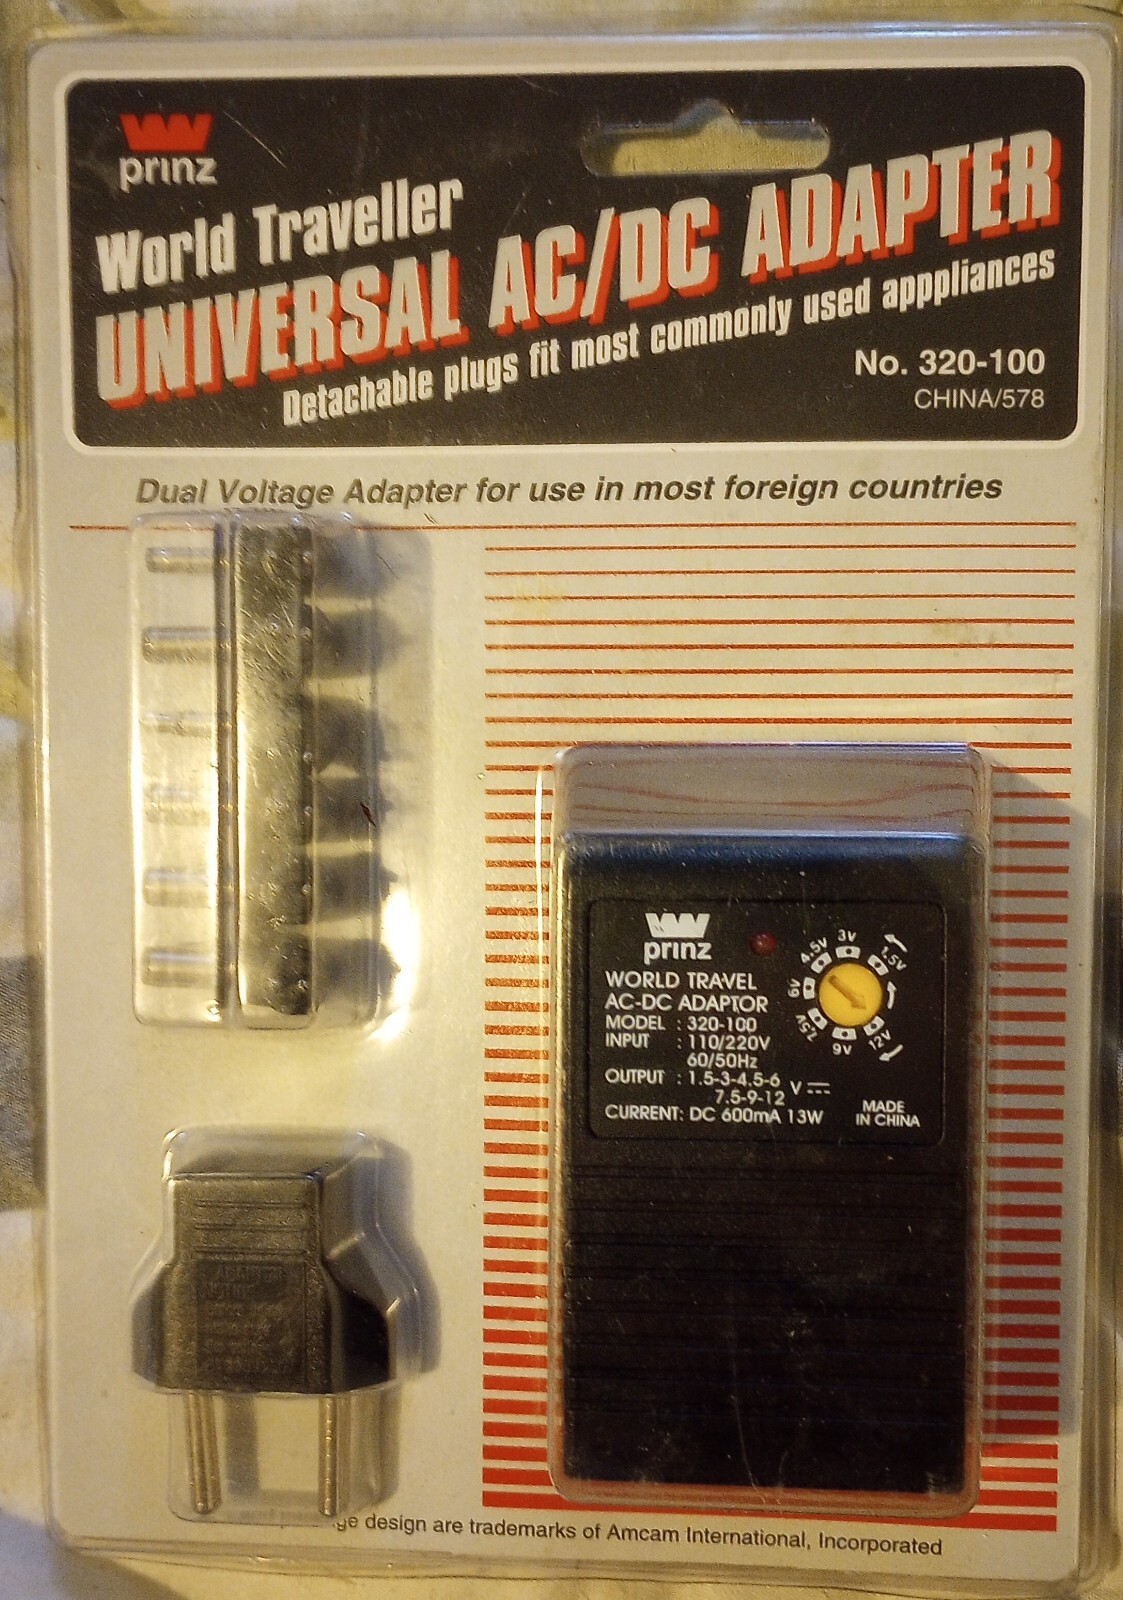 prinz
World Traveller
UNIVERSAL AC/DC ADAPTER
Detachable plugs fit most commonly used apppliances
No. 320-100
CHINA/578
Dual Voltage Adapter for use in most foreign countries
prinz
WORLD TRAVEL
AC-DC ADAPTOR
MODEL : 320-100
INPUT : 110/220V
60/50Hz
OUTPUT : 1.5-3-4.5-6
7.5-9-12 V
CURRENT: DC 600mA 13W
1.5V
3V
4.5V
6V
7.5V
9V
12V
MADE
IN CHINA
ADAPTER
design are trademarks of Amcam International, Incorporated